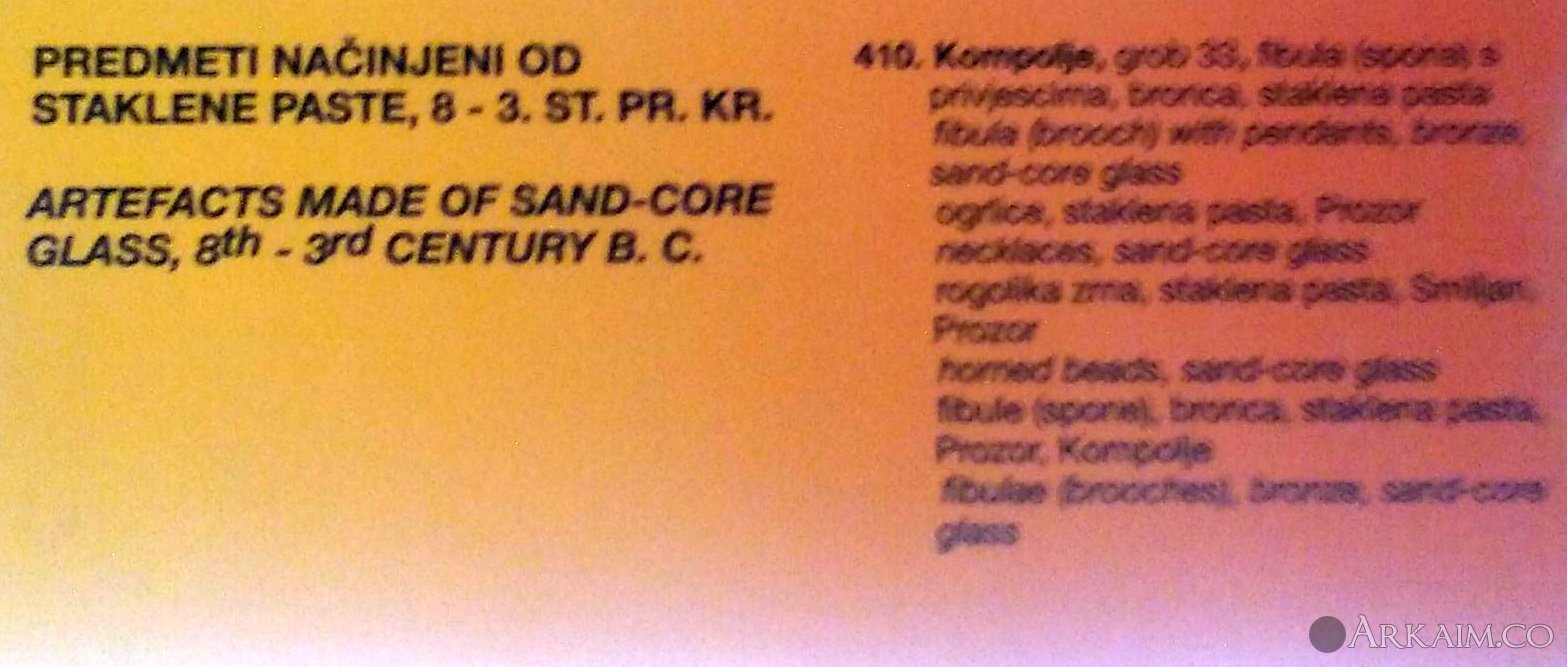 PREDMETI NAČINJENI OD
STAKLENE PASTE, 8 - 3. ST. PR. KR.
ARTEFACTS MADE OF SAND-CORE
GLASS, 8th - 3rd CENTURY B. C.
410. Kompolje, grob 33, fibula (spona) s
privjescima, bronca, staklena pasta
fibula (brooch) with pendants, bronze,
sand-core glass
ogrlice, staklena pasta, Prozor
necklaces, sand-core glass
rogolika zrna, staklena pasta, Smiljan,
Prozor
horned beads, sand-core glass
fibule (spone), bronca, staklena pasta,
Prozor, Kompolje
fibulae (brooches), bronze, sand-core
glass
ARKAIM.CO